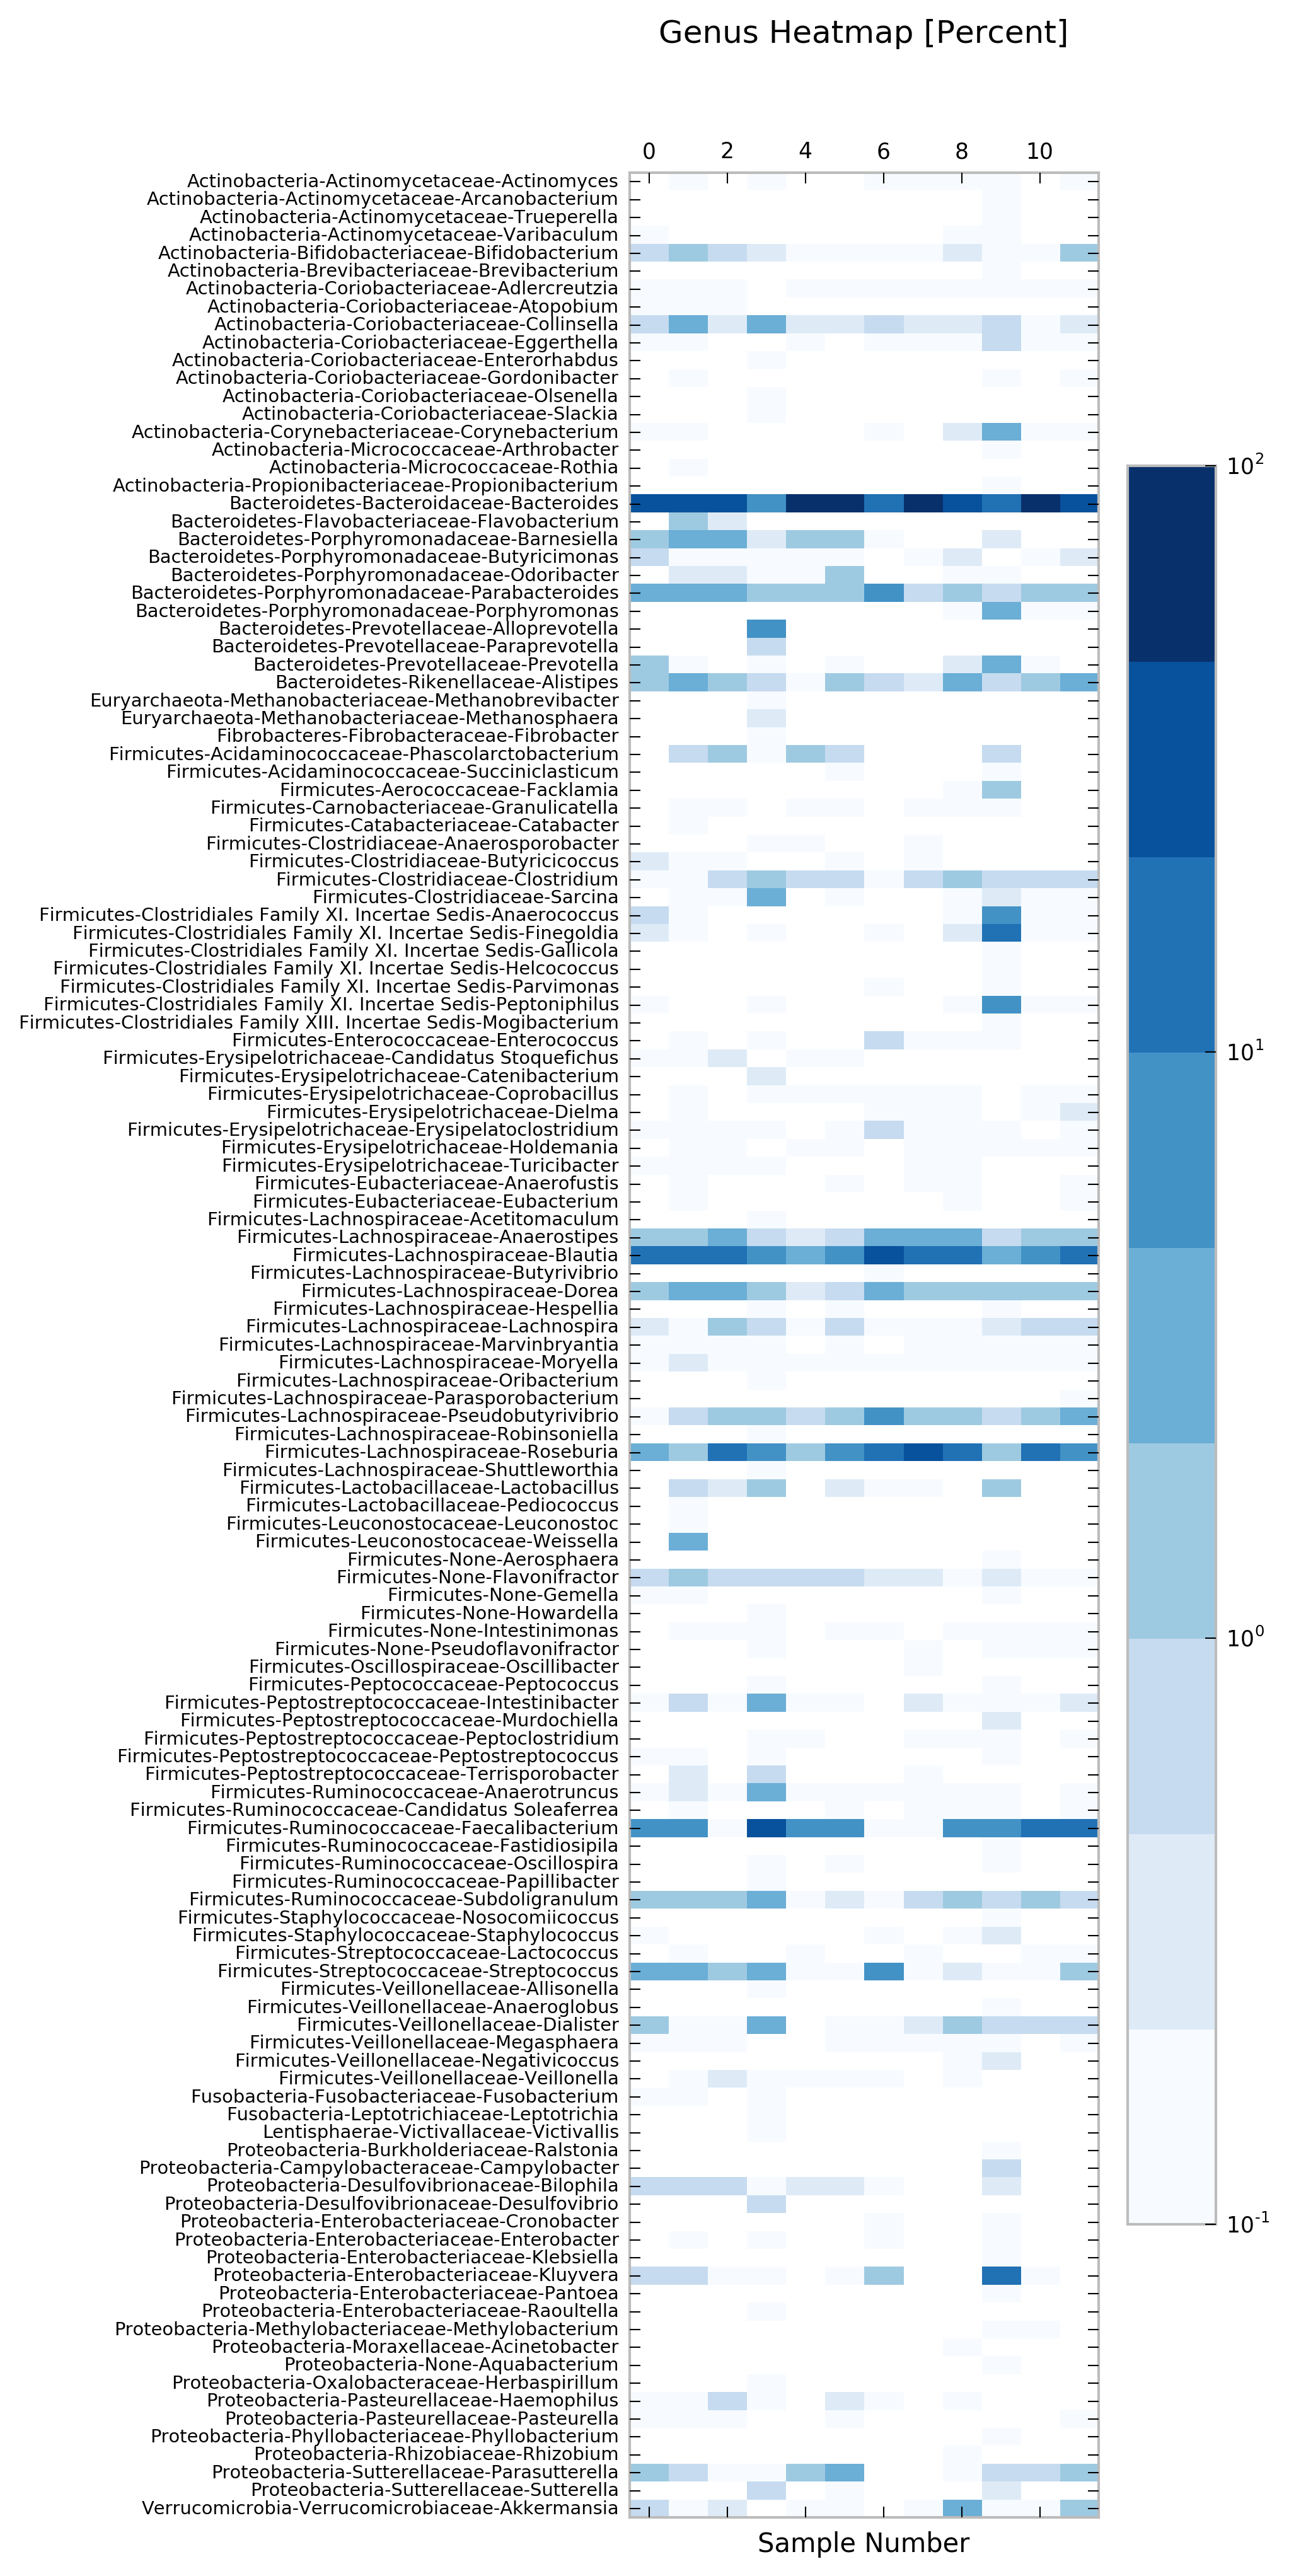 Genus Heatmap [Percent]
0 2 4 6 8 10
Actinobacteria-Actinomycetaceae-Actinomyces
Actinobacteria-Actinomycetaceae-Arcanobacterium
Actinobacteria-Actinomycetaceae-Trueperella
Actinobacteria-Actinomycetaceae-Varibaculum
Actinobacteria-Bifidobacteriaceae-Bifidobacterium
Actinobacteria-Brevibacteriaceae-Brevibacterium
Actinobacteria-Coriobacteriaceae-Adlercreutzia
Actinobacteria-Coriobacteriaceae-Atopobium
Actinobacteria-Coriobacteriaceae-Collinsella
Actinobacteria-Coriobacteriaceae-Eggerthella
Actinobacteria-Coriobacteriaceae-Enterorhabdus
Actinobacteria-Coriobacteriaceae-Gordonibacter
Actinobacteria-Coriobacteriaceae-Olsenella
Actinobacteria-Coriobacteriaceae-Slackia
Actinobacteria-Corynebacteriaceae-Corynebacterium
Actinobacteria-Micrococcaceae-Arthrobacter
Actinobacteria-Micrococcaceae-Rothia
Actinobacteria-Propionibacteriaceae-Propionibacterium
Bacteroidetes-Bacteroidaceae-Bacteroides
Bacteroidetes-Flavobacteriaceae-Flavobacterium
Bacteroidetes-Porphyromonadaceae-Barnesiella
Bacteroidetes-Porphyromonadaceae-Butyricimonas
Bacteroidetes-Porphyromonadaceae-Odoribacter
Bacteroidetes-Porphyromonadaceae-Parabacteroides
Bacteroidetes-Porphyromonadaceae-Porphyromonas
Bacteroidetes-Prevotellaceae-Alloprevotella
Bacteroidetes-Prevotellaceae-Paraprevotella
Bacteroidetes-Prevotellaceae-Prevotella
Bacteroidetes-Rikenellaceae-Alistipes
Euryarchaeota-Methanobacteriaceae-Methanobrevibacter
Euryarchaeota-Methanobacteriaceae-Methanosphaera
Fibrobacteres-Fibrobacteraceae-Fibrobacter
Firmicutes-Acidaminococcaceae-Phascolarctobacterium
Firmicutes-Acidaminococcaceae-Succiniclasticum
Firmicutes-Aerococcaceae-Facklamia
Firmicutes-Carnobacteriaceae-Granulicatella
Firmicutes-Catabacteriaceae-Catabacter
Firmicutes-Clostridiaceae-Anaerosporobacter
Firmicutes-Clostridiaceae-Butyricicoccus
Firmicutes-Clostridiaceae-Clostridium
Firmicutes-Clostridiaceae-Sarcina
Firmicutes-Clostridiales Family XI. Incertae Sedis-Anaerococcus
Firmicutes-Clostridiales Family XI. Incertae Sedis-Finegoldia
Firmicutes-Clostridiales Family XI. Incertae Sedis-Gallicola
Firmicutes-Clostridiales Family XI. Incertae Sedis-Helcococcus
Firmicutes-Clostridiales Family XI. Incertae Sedis-Parvimonas
Firmicutes-Clostridiales Family XI. Incertae Sedis-Peptoniphilus
Firmicutes-Clostridiales Family XIII. Incertae Sedis-Mogibacterium
Firmicutes-Enterococcaceae-Enterococcus
Firmicutes-Erysipelotrichaceae-Candidatus Stoquefichus
Firmicutes-Erysipelotrichaceae-Catenibacterium
Firmicutes-Erysipelotrichaceae-Coprobacillus
Firmicutes-Erysipelotrichaceae-Dielma
Firmicutes-Erysipelotrichaceae-Erysipelatoclostridium
Firmicutes-Erysipelotrichaceae-Holdemania
Firmicutes-Erysipelotrichaceae-Turicibacter
Firmicutes-Eubacteriaceae-Anaerofustis
Firmicutes-Eubacteriaceae-Eubacterium
Firmicutes-Lachnospiraceae-Acetitomaculum
Firmicutes-Lachnospiraceae-Anaerostipes
Firmicutes-Lachnospiraceae-Blautia
Firmicutes-Lachnospiraceae-Butyrivibrio
Firmicutes-Lachnospiraceae-Dorea
Firmicutes-Lachnospiraceae-Hespellia
Firmicutes-Lachnospiraceae-Lachnospira
Firmicutes-Lachnospiraceae-Marvinbryantia
Firmicutes-Lachnospiraceae-Moryella
Firmicutes-Lachnospiraceae-Oribacterium
Firmicutes-Lachnospiraceae-Parasporobacterium
Firmicutes-Lachnospiraceae-Pseudobutyrivibrio
Firmicutes-Lachnospiraceae-Robinsoniella
Firmicutes-Lachnospiraceae-Roseburia
Firmicutes-Lachnospiraceae-Shuttleworthia
Firmicutes-Lactobacillaceae-Lactobacillus
Firmicutes-Lactobacillaceae-Pediococcus
Firmicutes-Leuconostocaceae-Leuconostoc
Firmicutes-Leuconostocaceae-Weissella
Firmicutes-None-Aerosphaera
Firmicutes-None-Flavonifractor
Firmicutes-None-Gemella
Firmicutes-None-Howardella
Firmicutes-None-Intestinimonas
Firmicutes-None-Pseudoflavonifractor
Firmicutes-Oscillospiraceae-Oscillibacter
Firmicutes-Peptococcaceae-Peptococcus
Firmicutes-Peptostreptococcaceae-Intestinibacter
Firmicutes-Peptostreptococcaceae-Murdochiella
Firmicutes-Peptostreptococcaceae-Peptoclostridium
Firmicutes-Peptostreptococcaceae-Peptostreptococcus
Firmicutes-Peptostreptococcaceae-Terrisporobacter
Firmicutes-Ruminococcaceae-Anaerotruncus
Firmicutes-Ruminococcaceae-Candidatus Soleaferrea
Firmicutes-Ruminococcaceae-Faecalibacterium
Firmicutes-Ruminococcaceae-Fastidiosipila
Firmicutes-Ruminococcaceae-Oscillospira
Firmicutes-Ruminococcaceae-Papillibacter
Firmicutes-Ruminococcaceae-Subdoligranulum
Firmicutes-Staphylococcaceae-Nosocomiicoccus
Firmicutes-Staphylococcaceae-Staphylococcus
Firmicutes-Streptococcaceae-Lactococcus
Firmicutes-Streptococcaceae-Streptococcus
Firmicutes-Veillonellaceae-Allisonella
Firmicutes-Veillonellaceae-Anaeroglobus
Firmicutes-Veillonellaceae-Dialister
Firmicutes-Veillonellaceae-Megasphaera
Firmicutes-Veillonellaceae-Negativicoccus
Firmicutes-Veillonellaceae-Veillonella
Fusobacteria-Fusobacteriaceae-Fusobacterium
Fusobacteria-Leptotrichiaceae-Leptotrichia
Lentisphaerae-Victivallaceae-Victivallis
Proteobacteria-Burkholderiaceae-Ralstonia
Proteobacteria-Campylobacteraceae-Campylobacter
Proteobacteria-Desulfovibrionaceae-Bilophila
Proteobacteria-Desulfovibrionaceae-Desulfovibrio
Proteobacteria-Enterobacteriaceae-Cronobacter
Proteobacteria-Enterobacteriaceae-Enterobacter
Proteobacteria-Enterobacteriaceae-Klebsiella
Proteobacteria-Enterobacteriaceae-Kluyvera
Proteobacteria-Enterobacteriaceae-Pantoea
Proteobacteria-Enterobacteriaceae-Raoultella
Proteobacteria-Methylobacteriaceae-Methylobacterium
Proteobacteria-Moraxellaceae-Acinetobacter
Proteobacteria-None-Aquabacterium
Proteobacteria-Oxalobacteraceae-Herbaspirillum
Proteobacteria-Pasteurellaceae-Haemophilus
Proteobacteria-Pasteurellaceae-Pasteurella
Proteobacteria-Phyllobacteriaceae-Phyllobacterium
Proteobacteria-Rhizobiaceae-Rhizobium
Proteobacteria-Sutterellaceae-Parasutterella
Proteobacteria-Sutterellaceae-Sutterella
Verrucomicrobia-Verrucomicrobiaceae-Akkermansia
Sample Number
10²
10¹
10⁰
10⁻¹